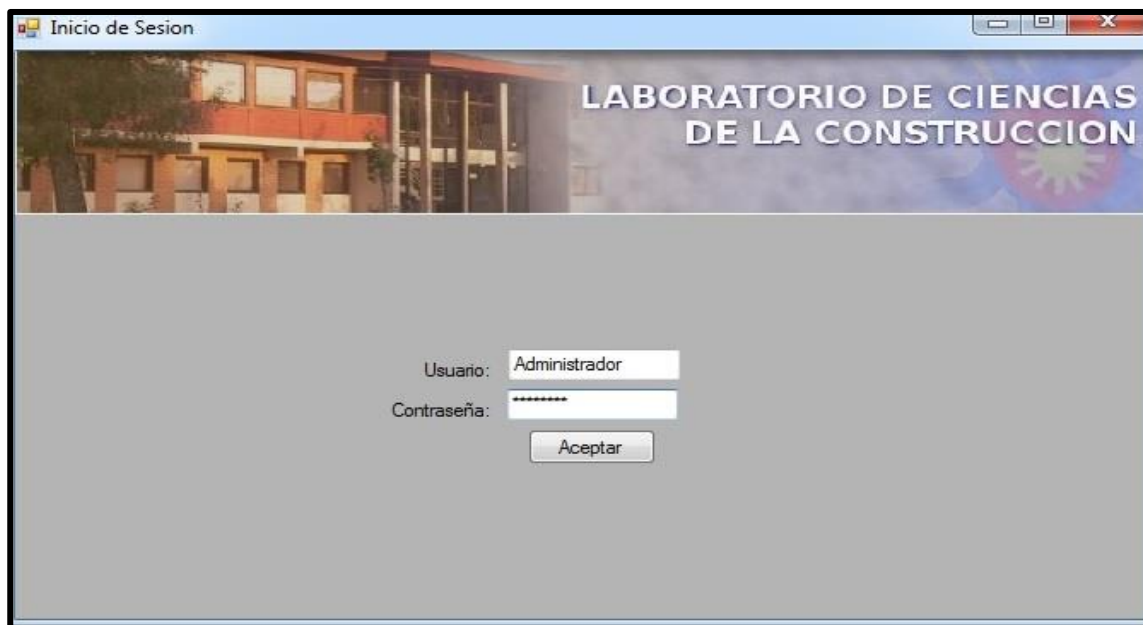 Inicio de Sesion
LABORATORIO DE CIENCIAS
DE LA CONSTRUCCION
Usuario: Administrador
Contraseña: ********
Aceptar